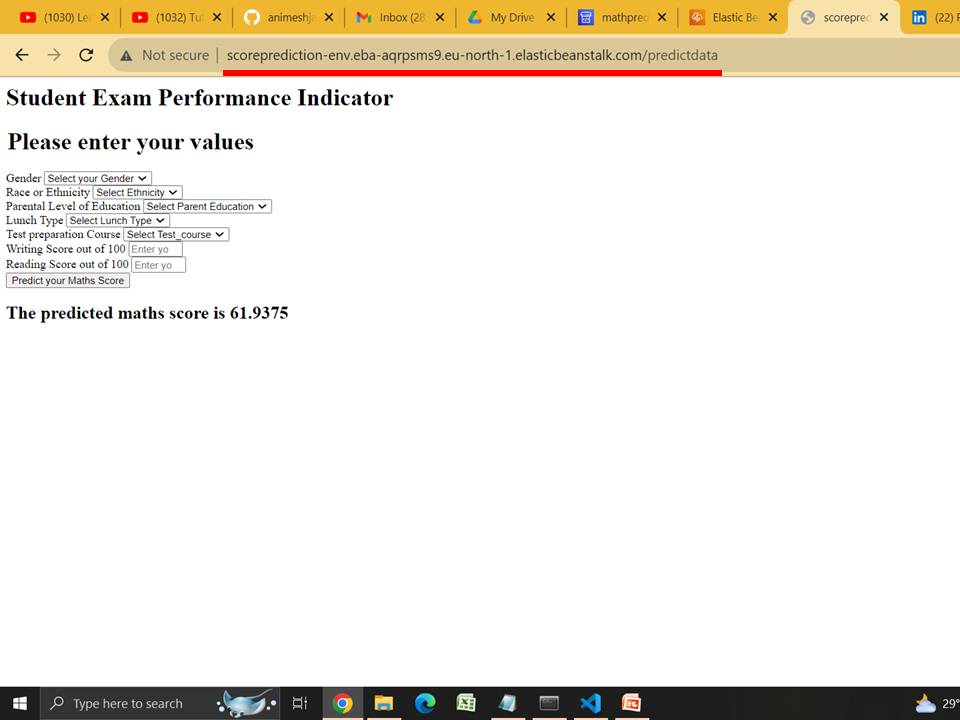 (1030) Le
(1032) Tu
animeshja
Inbox (28
My Drive
mathpred
Elastic Be
scorepred
(22) F
Not secure | scoreprediction-env.eba-aqrpsms9.eu-north-1.elasticbeanstalk.com/predictdata
Student Exam Performance Indicator
Please enter your values
Gender Select your Gender
Race or Ethnicity Select Ethnicity
Parental Level of Education Select Parent Education
Lunch Type Select Lunch Type
Test preparation Course Select Test_course
Writing Score out of 100 Enter yo
Reading Score out of 100 Enter yo
Predict your Maths Score
The predicted maths score is 61.9375
Type here to search
29°